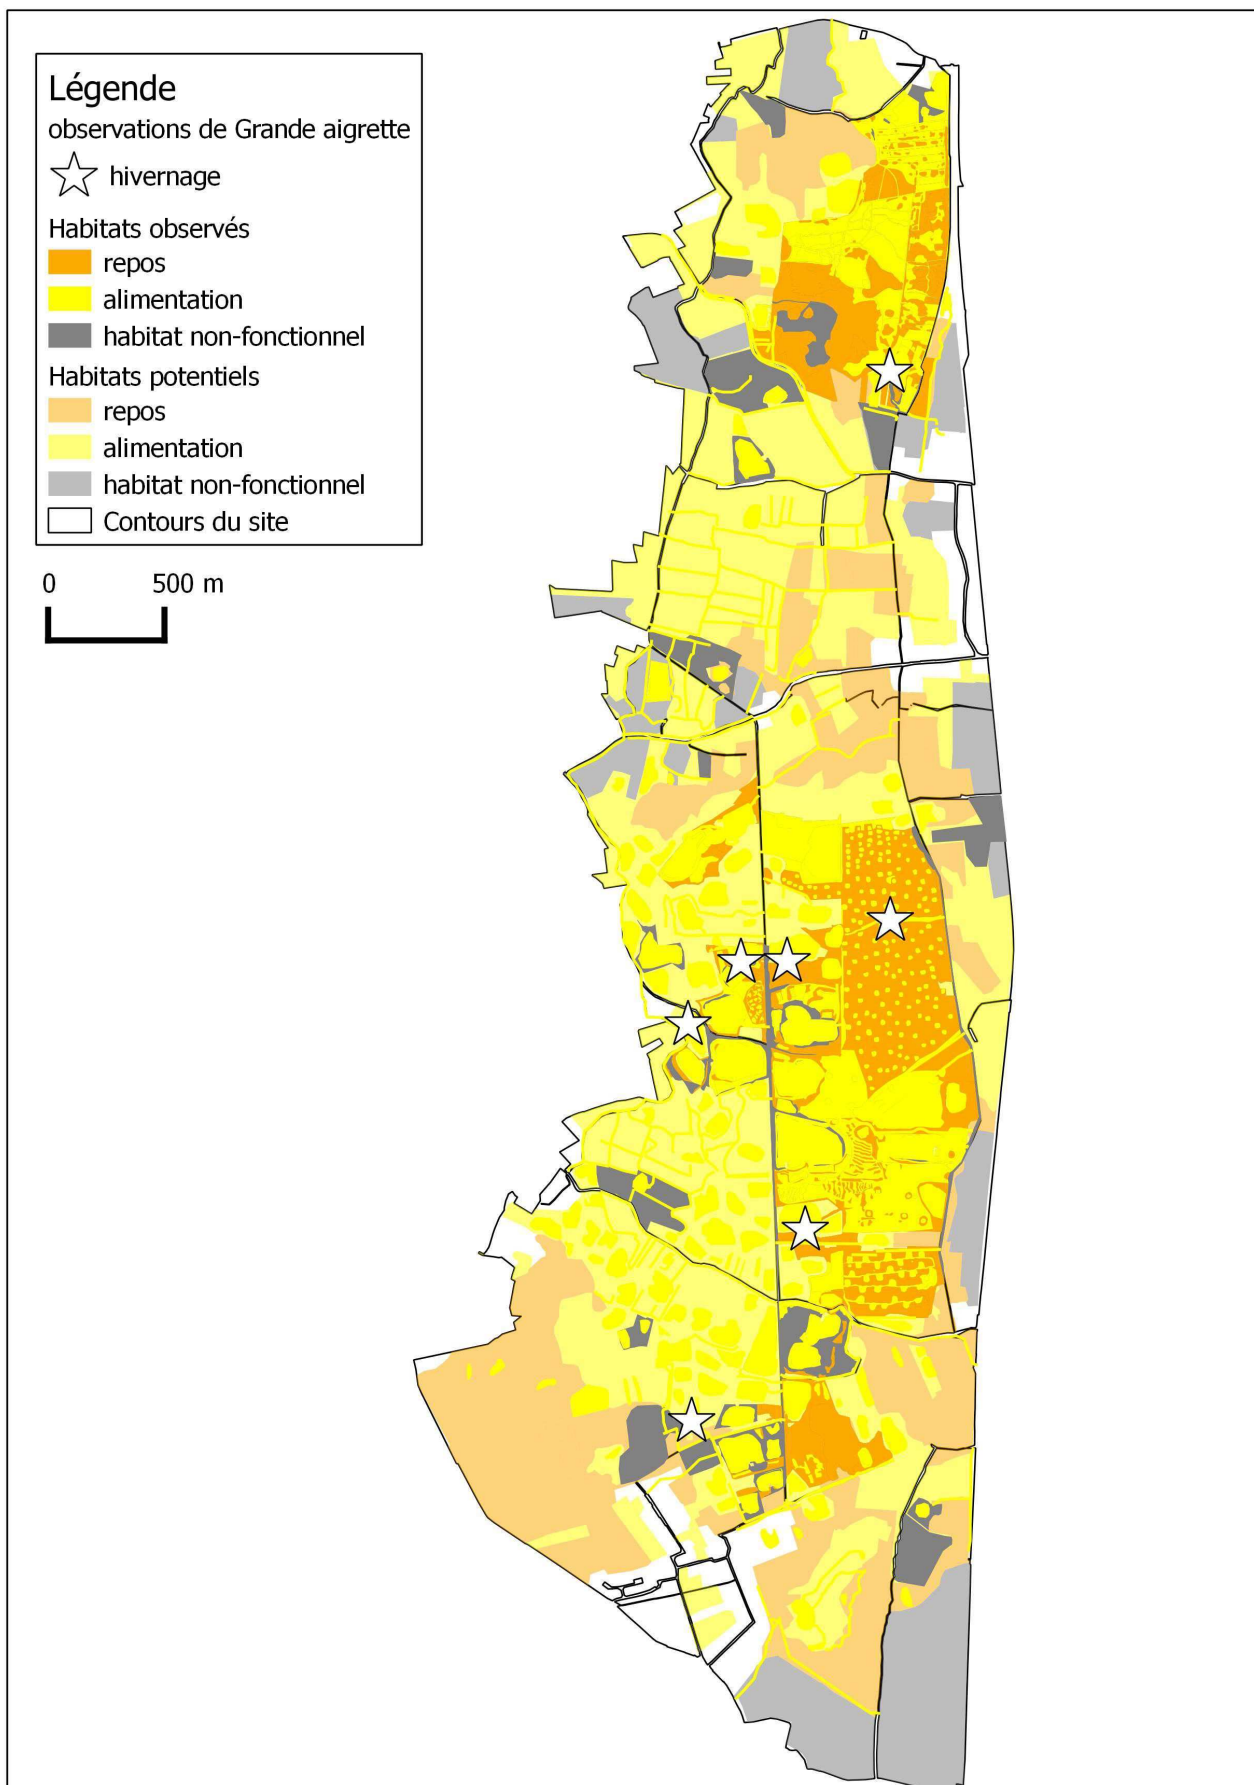 Légende
observations de Grande aigrette
hivernage
Habitats observés
repos
alimentation
habitat non-fonctionnel
Habitats potentiels
repos
alimentation
habitat non-fonctionnel
Contours du site
0 500 m